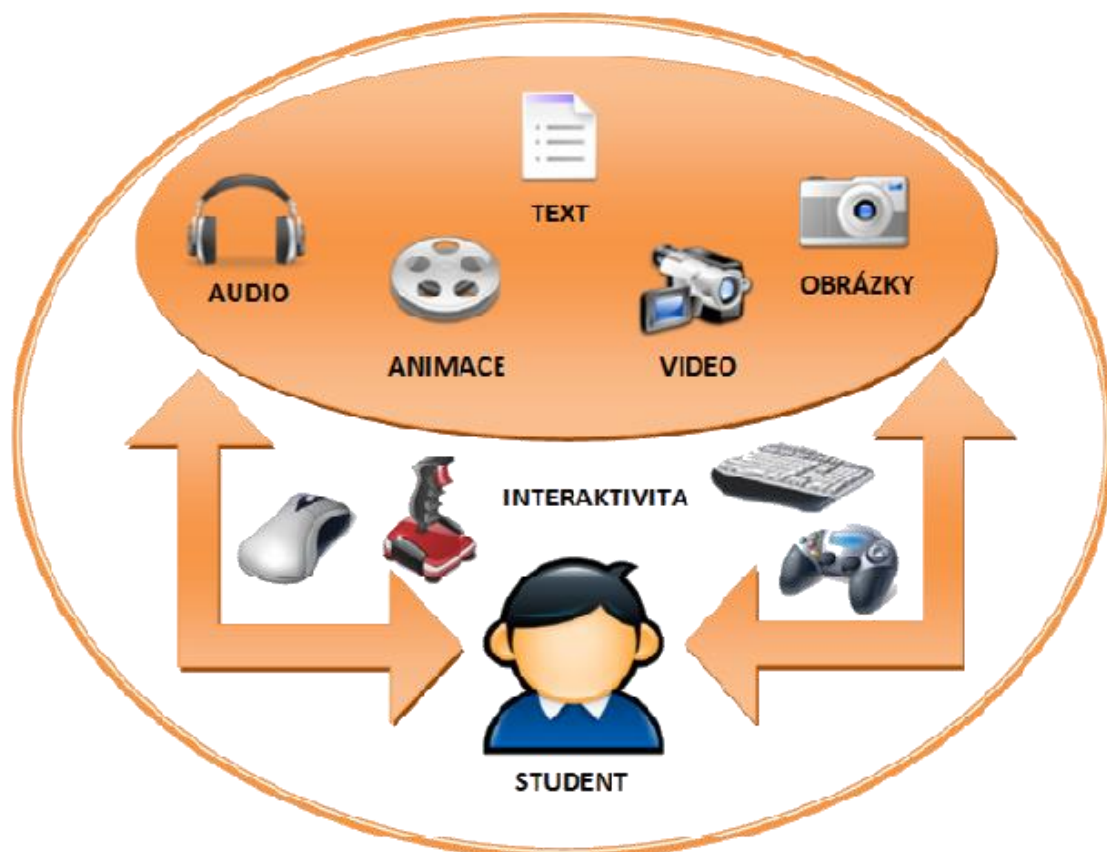 TEXT
AUDIO
OBRÁZKY
ANIMACE
VIDEO
INTERAKTIVITA
STUDENT